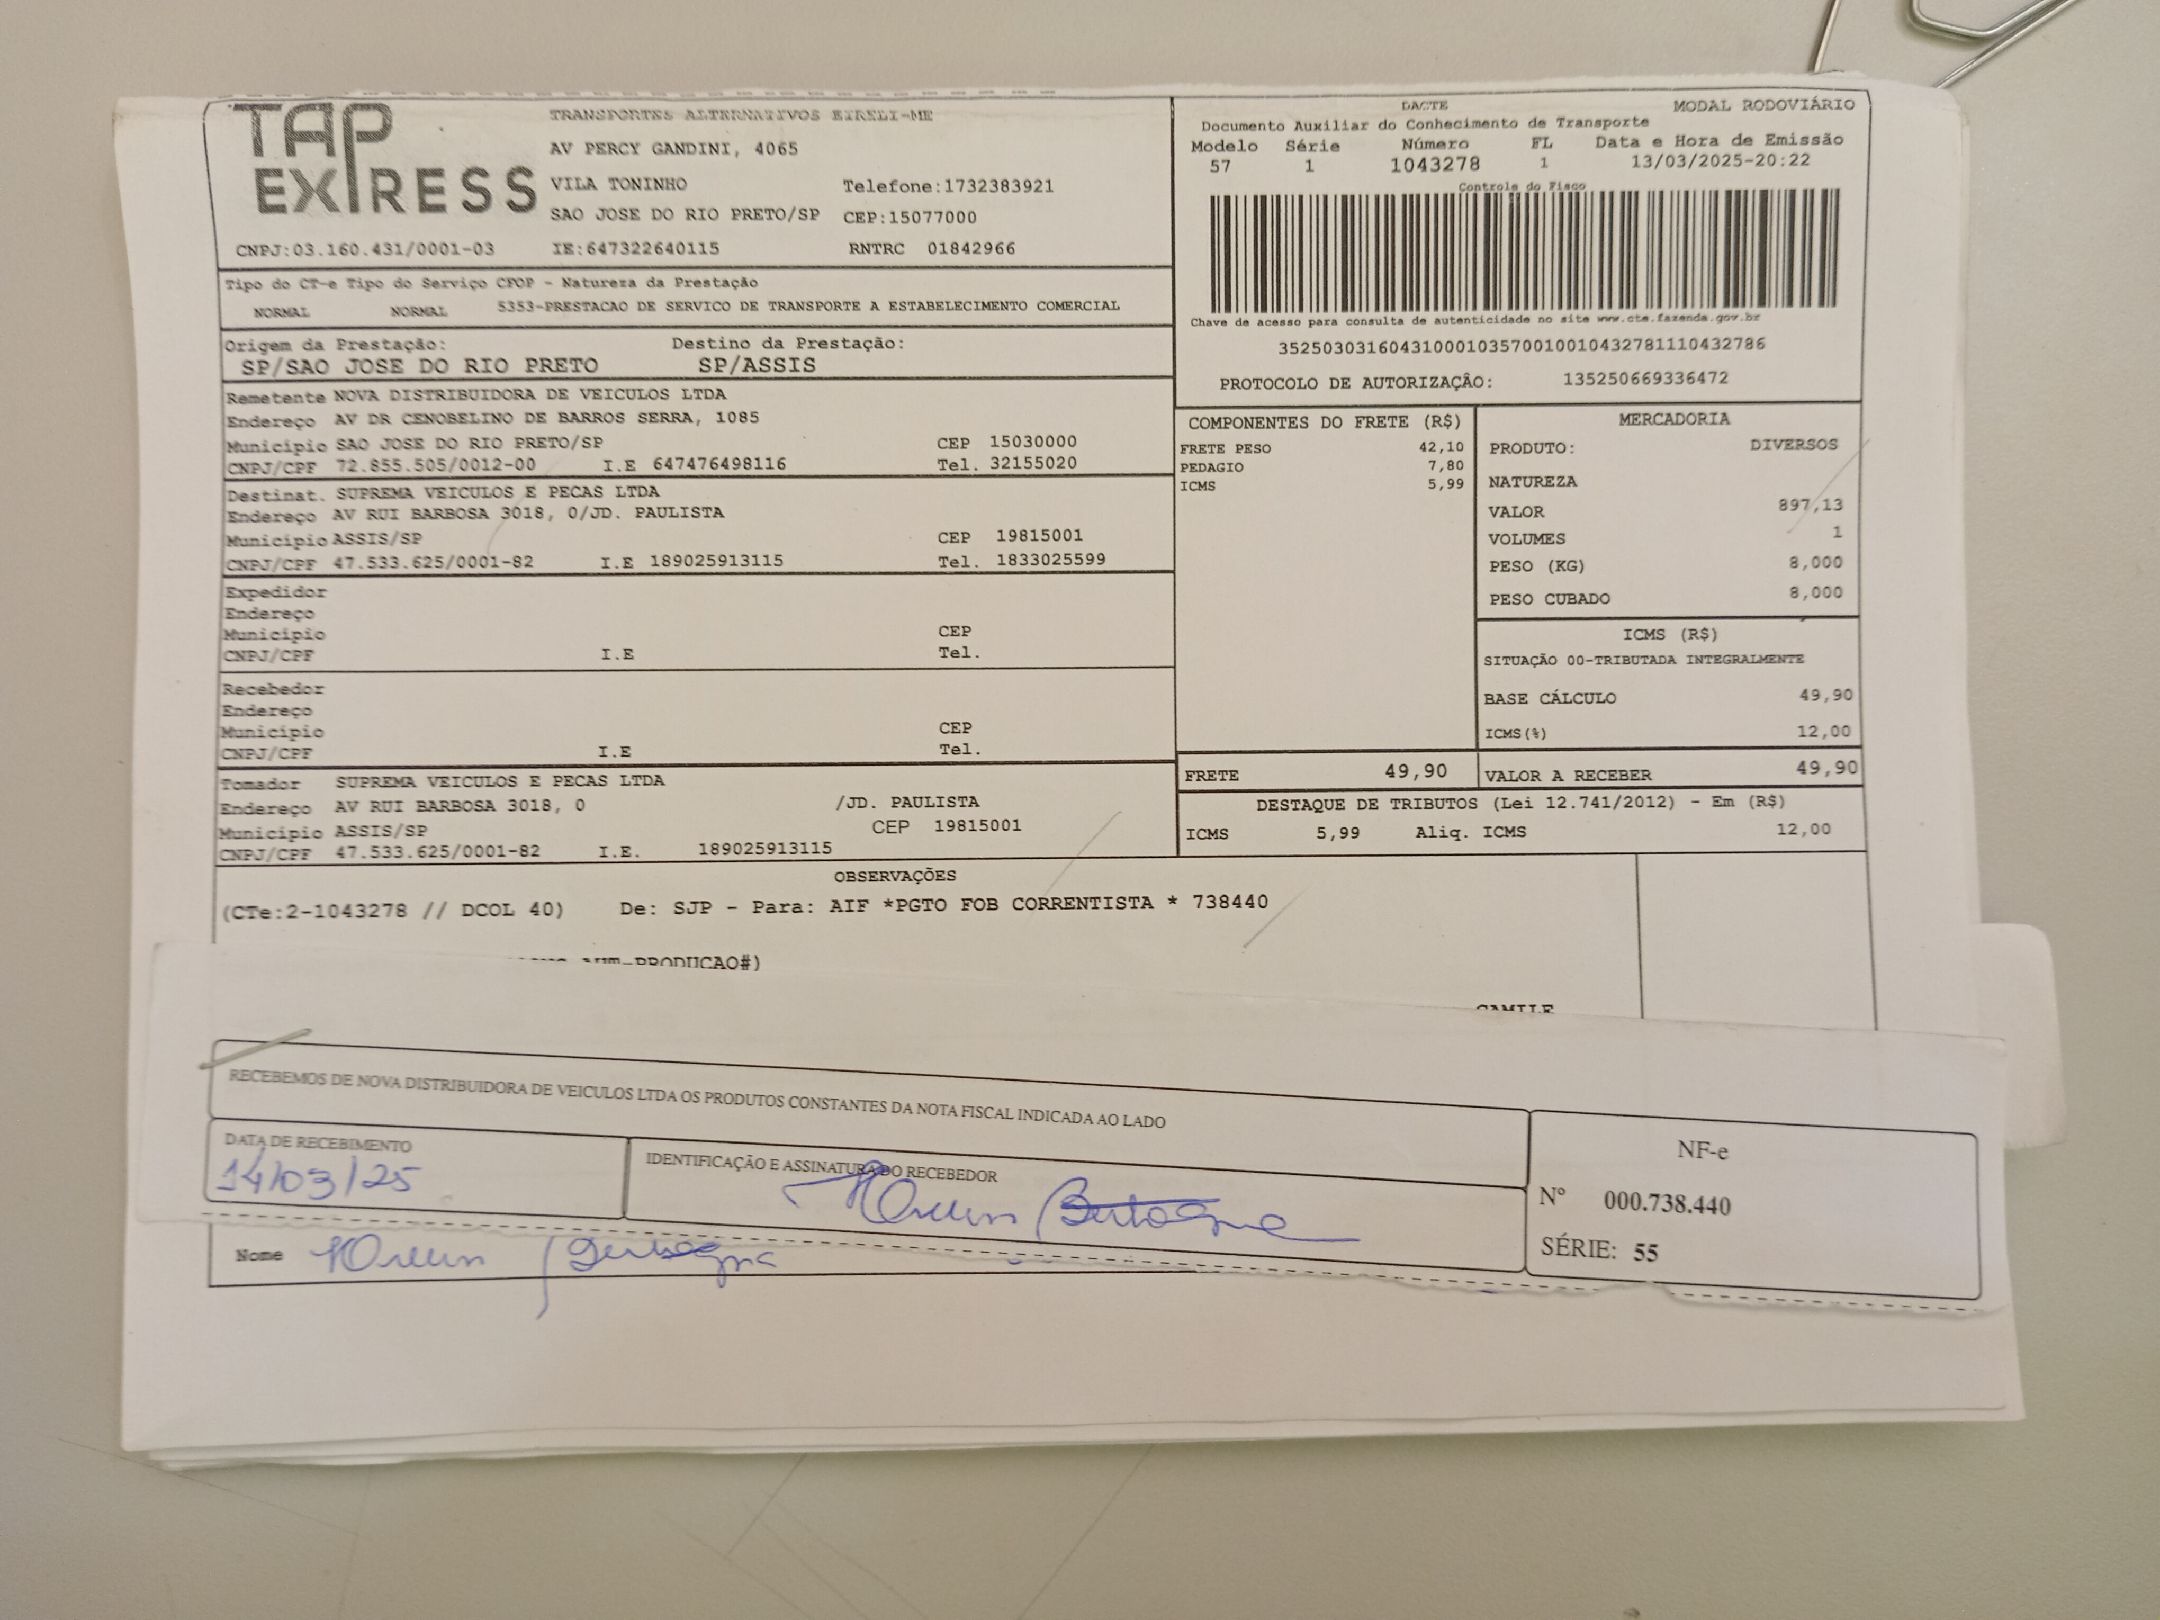 TAP EXPRESS
TRANSPORTES ALTERNATIVOS EIRELI-ME
AV PERCY GANDINI, 4065
VILA TONINHO Telefone:1732383921
SAO JOSE DO RIO PRETO/SP CEP:15077000
CNPJ:03.160.431/0001-03 IE:647322640115 RNTRC 01842966
DACTE MODAL RODOVIÁRIO
Documento Auxiliar do Conhecimento de Transporte
Modelo Série Número FL Data e Hora de Emissão
57 1 1043278 1 13/03/2025-20:22
Controle do Fisco
Chave de acesso para consulta de autenticidade no site www.cte.fazenda.gov.br
35250303160431000103570010010432781110432786
PROTOCOLO DE AUTORIZAÇÃO: 135250669336472
Tipo do CT-e Tipo do Serviço CFOP - Natureza da Prestação
NORMAL NORMAL 5353-PRESTACAO DE SERVICO DE TRANSPORTE A ESTABELECIMENTO COMERCIAL
Origem da Prestação: Destino da Prestação:
SP/SAO JOSE DO RIO PRETO SP/ASSIS
Remetente NOVA DISTRIBUIDORA DE VEICULOS LTDA
Endereço AV DR CENOBELINO DE BARROS SERRA, 1085
Município SAO JOSE DO RIO PRETO/SP CEP 15030000
CNPJ/CPF 72.855.505/0012-00 I.E 647476498116 Tel. 32155020
Destinat. SUPREMA VEICULOS E PECAS LTDA
Endereço AV RUI BARBOSA 3018, 0/JD. PAULISTA
Município ASSIS/SP CEP 19815001
CNPJ/CPF 47.533.625/0001-82 I.E 189025913115 Tel. 1833025599
Expedidor
Endereço
Município CEP
CNPJ/CPF I.E Tel.
Recebedor
Endereço
Município CEP
CNPJ/CPF I.E Tel.
Tomador SUPREMA VEICULOS E PECAS LTDA
Endereço AV RUI BARBOSA 3018, 0 /JD. PAULISTA
Município ASSIS/SP CEP 19815001
CNPJ/CPF 47.533.625/0001-82 I.E. 189025913115
COMPONENTES DO FRETE (R$)
FRETE PESO 42,10
PEDAGIO 7,80
ICMS 5,99
MERCADORIA
PRODUTO: DIVERSOS
NATUREZA
VALOR 897,13
VOLUMES 1
PESO (KG) 8,000
PESO CUBADO 8,000
ICMS (R$)
SITUAÇÃO 00-TRIBUTADA INTEGRALMENTE
BASE CÁLCULO 49,90
ICMS(%) 12,00
FRETE 49,90 VALOR A RECEBER 49,90
DESTAQUE DE TRIBUTOS (Lei 12.741/2012) - Em (R$)
ICMS 5,99 Aliq. ICMS 12,00
OBSERVAÇÕES
(CTe:2-1043278 // DCOL 40) De: SJP - Para: AIF *PGTO FOB CORRENTISTA * 738440
PRODUCAO#)
CAMILE
RECEBEMOS DE NOVA DISTRIBUIDORA DE VEICULOS LTDA OS PRODUTOS CONSTANTES DA NOTA FISCAL INDICADA AO LADO
DATA DE RECEBIMENTO
14/03/25
IDENTIFICAÇÃO E ASSINATURA DO RECEBEDOR
NF-e
Nº 000.738.440
SÉRIE: 55
Nome